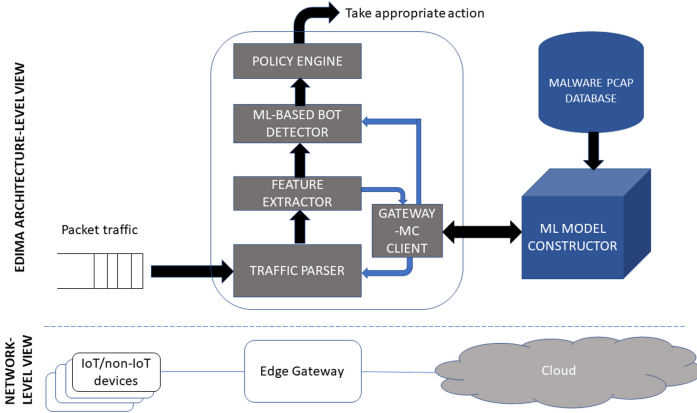 Take appropriate action
EDIMA ARCHITECTURE-LEVEL VIEW
POLICY ENGINE
ML-BASED BOT
DETECTOR
FEATURE
EXTRACTOR
GATEWAY
-MC
CLIENT
TRAFFIC PARSER
Packet traffic
MALWARE PCAP
DATABASE
ML MODEL
CONSTRUCTOR
NETWORK-
LEVEL VIEW
IoT/non-IoT
devices
Edge Gateway
Cloud